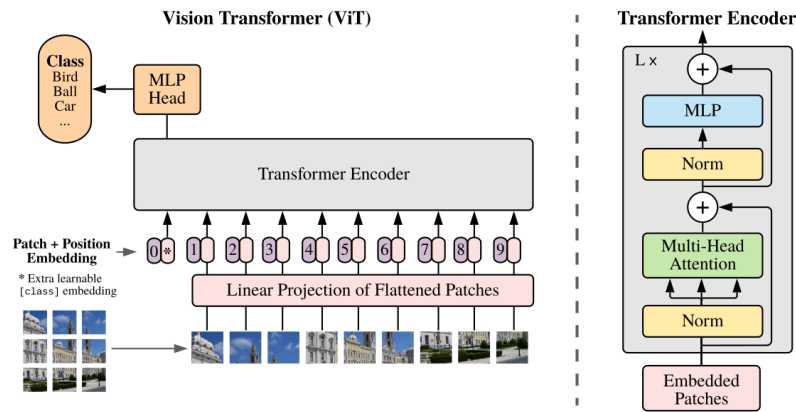 Vision Transformer (ViT)
Class
Bird
Ball
Car
...
MLP
Head
Transformer Encoder
Patch + Position
Embedding
0 * 1 2 3 4 5 6 7 8 9
* Extra learnable
[class] embedding
Linear Projection of Flattened Patches
Transformer Encoder
L x
+
MLP
Norm
+
Multi-Head
Attention
Norm
Embedded
Patches